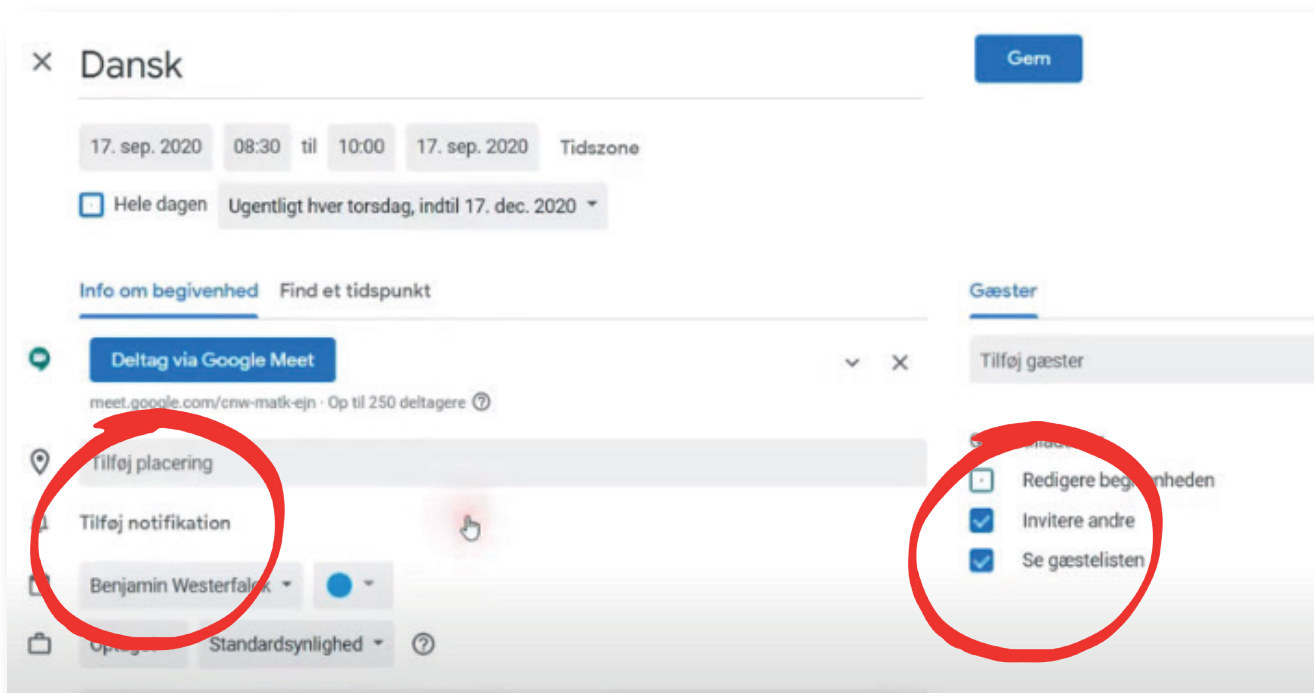 Dansk
Gem
17. sep. 2020 08:30 til 10:00 17. sep. 2020 Tidszone
Hele dagen Ugentligt hver torsdag, indtil 17. dec. 2020
Info om begivenhed Find et tidspunkt
Gæster
Deltag via Google Meet
Tilføj gæster
meet.google.com/cnw-matk-ejn · Op til 250 deltagere
Tilføj placering
Redigere begivenheden
Tilføj notifikation
Invitere andre
Se gæstelisten
Benjamin
Standardsynlighed